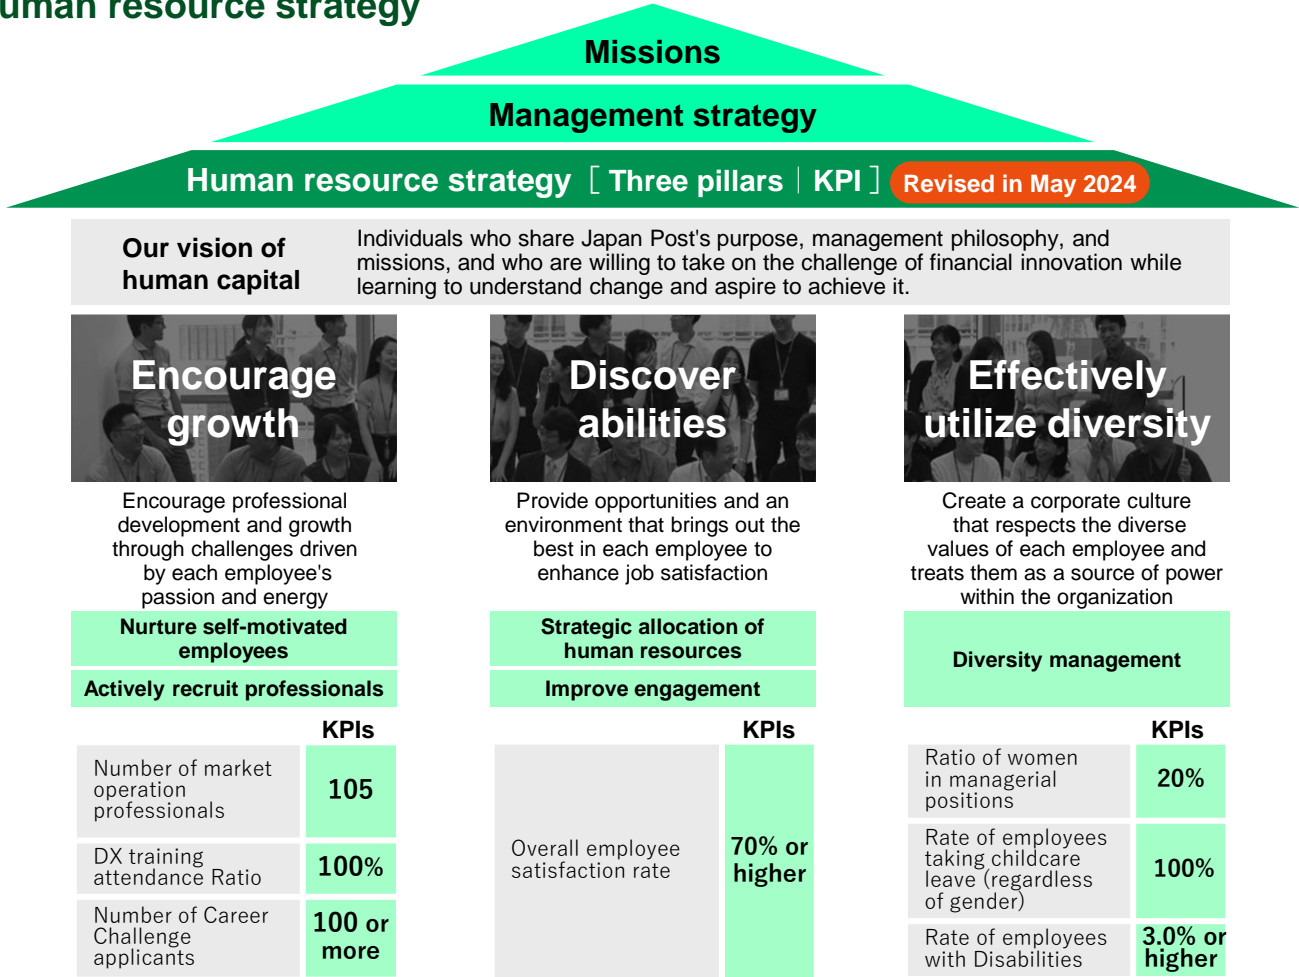 uman resource strategy
Missions
Management strategy
Human resource strategy [ Three pillars | KPI ] Revised in May 2024
Our vision of
human capital
Individuals who share Japan Post's purpose, management philosophy, and
missions, and who are willing to take on the challenge of financial innovation while
learning to understand change and aspire to achieve it.
Encourage
growth
Encourage professional
development and growth
through challenges driven
by each employee's
passion and energy
Nurture self-motivated
employees
Actively recruit professionals
KPIs
Number of market
operation
professionals
105
DX training
attendance Ratio
100%
Number of Career
Challenge
applicants
100 or
more
Discover
abilities
Provide opportunities and an
environment that brings out the
best in each employee to
enhance job satisfaction
Strategic allocation of
human resources
Improve engagement
KPIs
Overall employee
satisfaction rate
70% or
higher
Effectively
utilize diversity
Create a corporate culture
that respects the diverse
values of each employee and
treats them as a source of power
within the organization
Diversity management
KPIs
Ratio of women
in managerial
positions
20%
Rate of employees
taking childcare
leave (regardless
of gender)
100%
Rate of employees
with Disabilities
3.0% or
higher